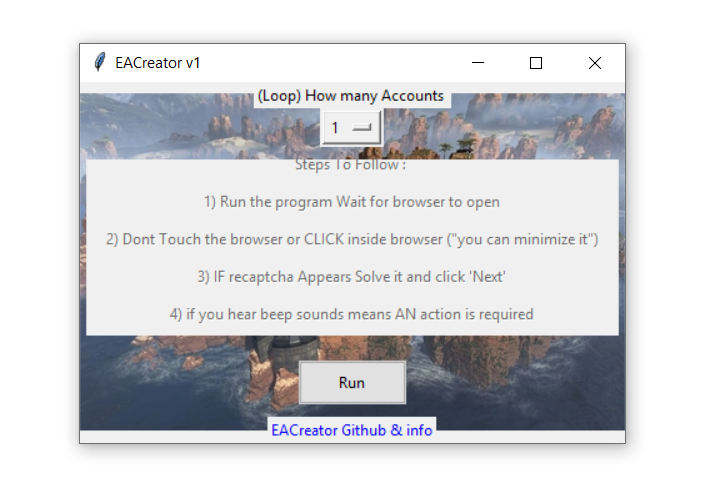 EACreator v1
(Loop) How many Accounts
1
Steps To Follow :
1) Run the program Wait for browser to open
2) Dont Touch the browser or CLICK inside browser ("you can minimize it")
3) IF recaptcha Appears Solve it and click 'Next'
4) if you hear beep sounds means AN action is required
Run
EACreator Github & info